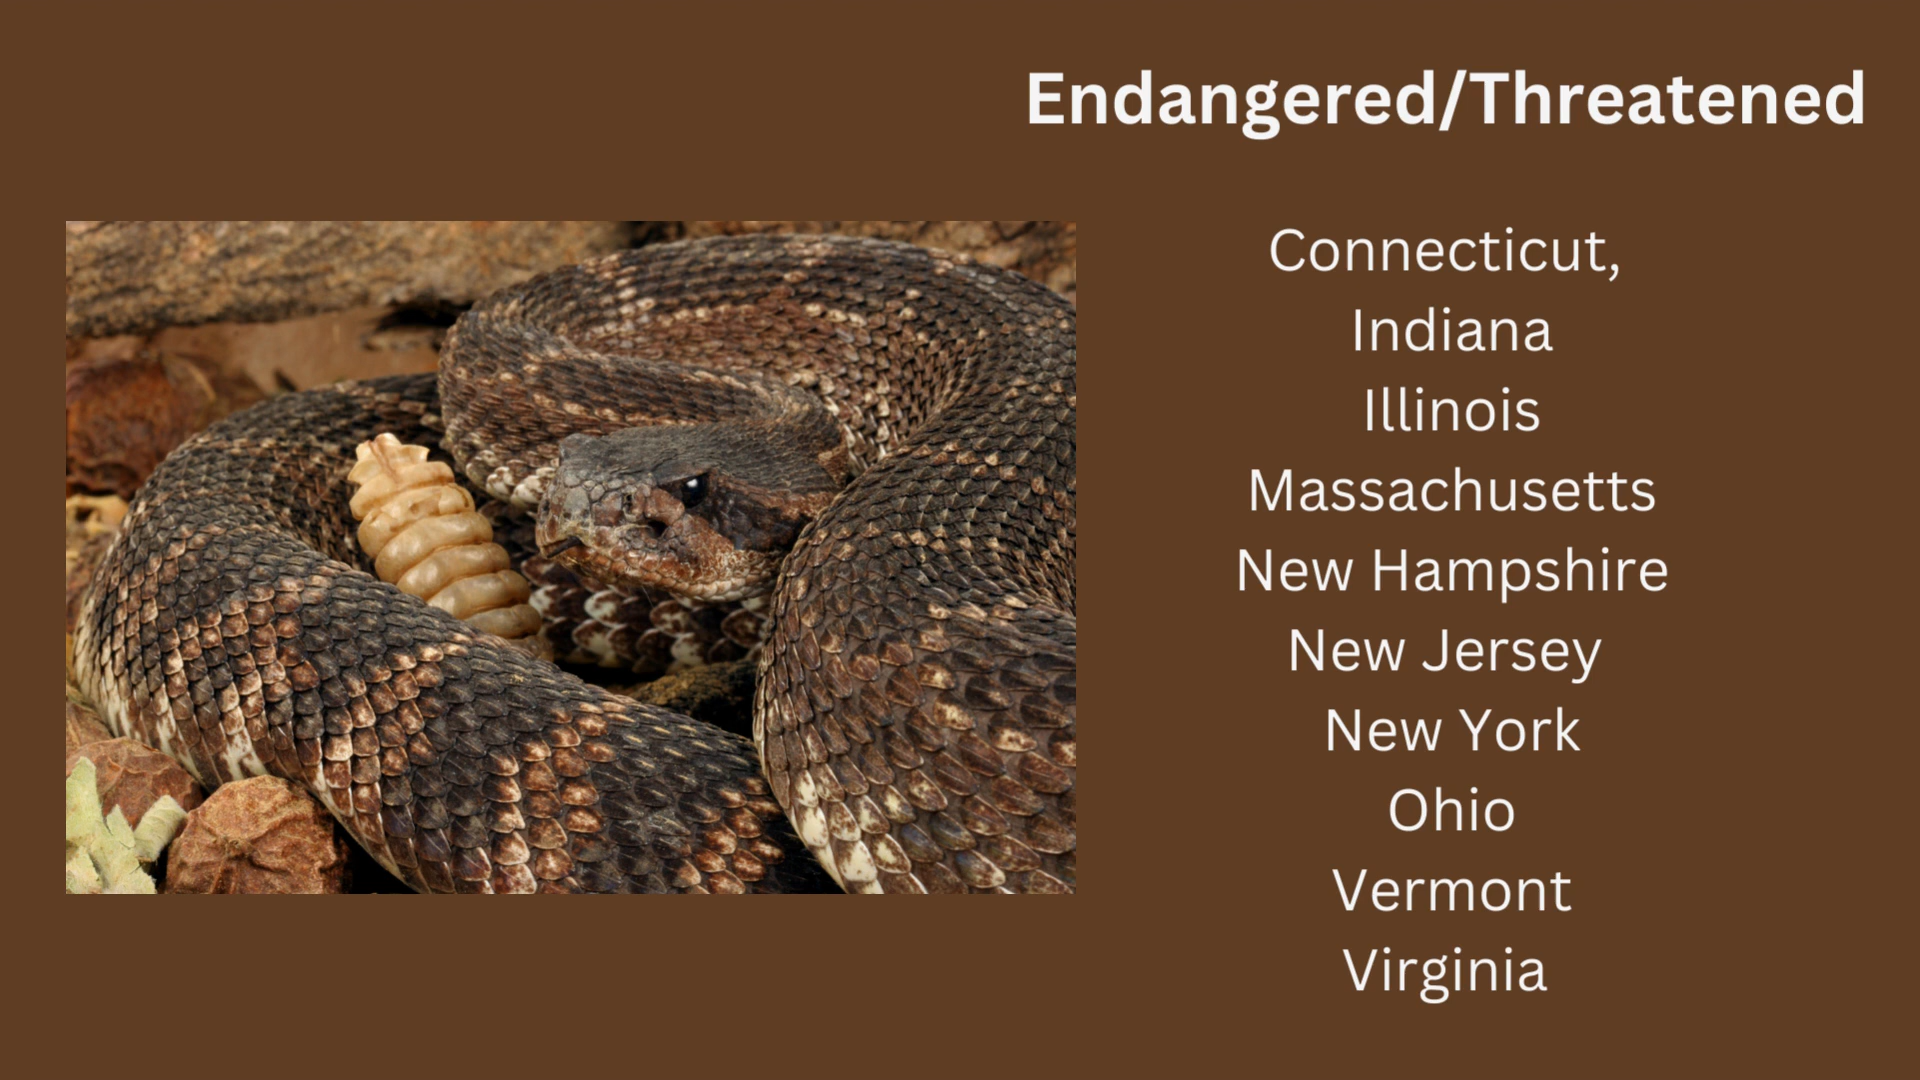 Endangered/Threatened
Connecticut,
Indiana
Illinois
Massachusetts
New Hampshire
New Jersey
New York
Ohio
Vermont
Virginia